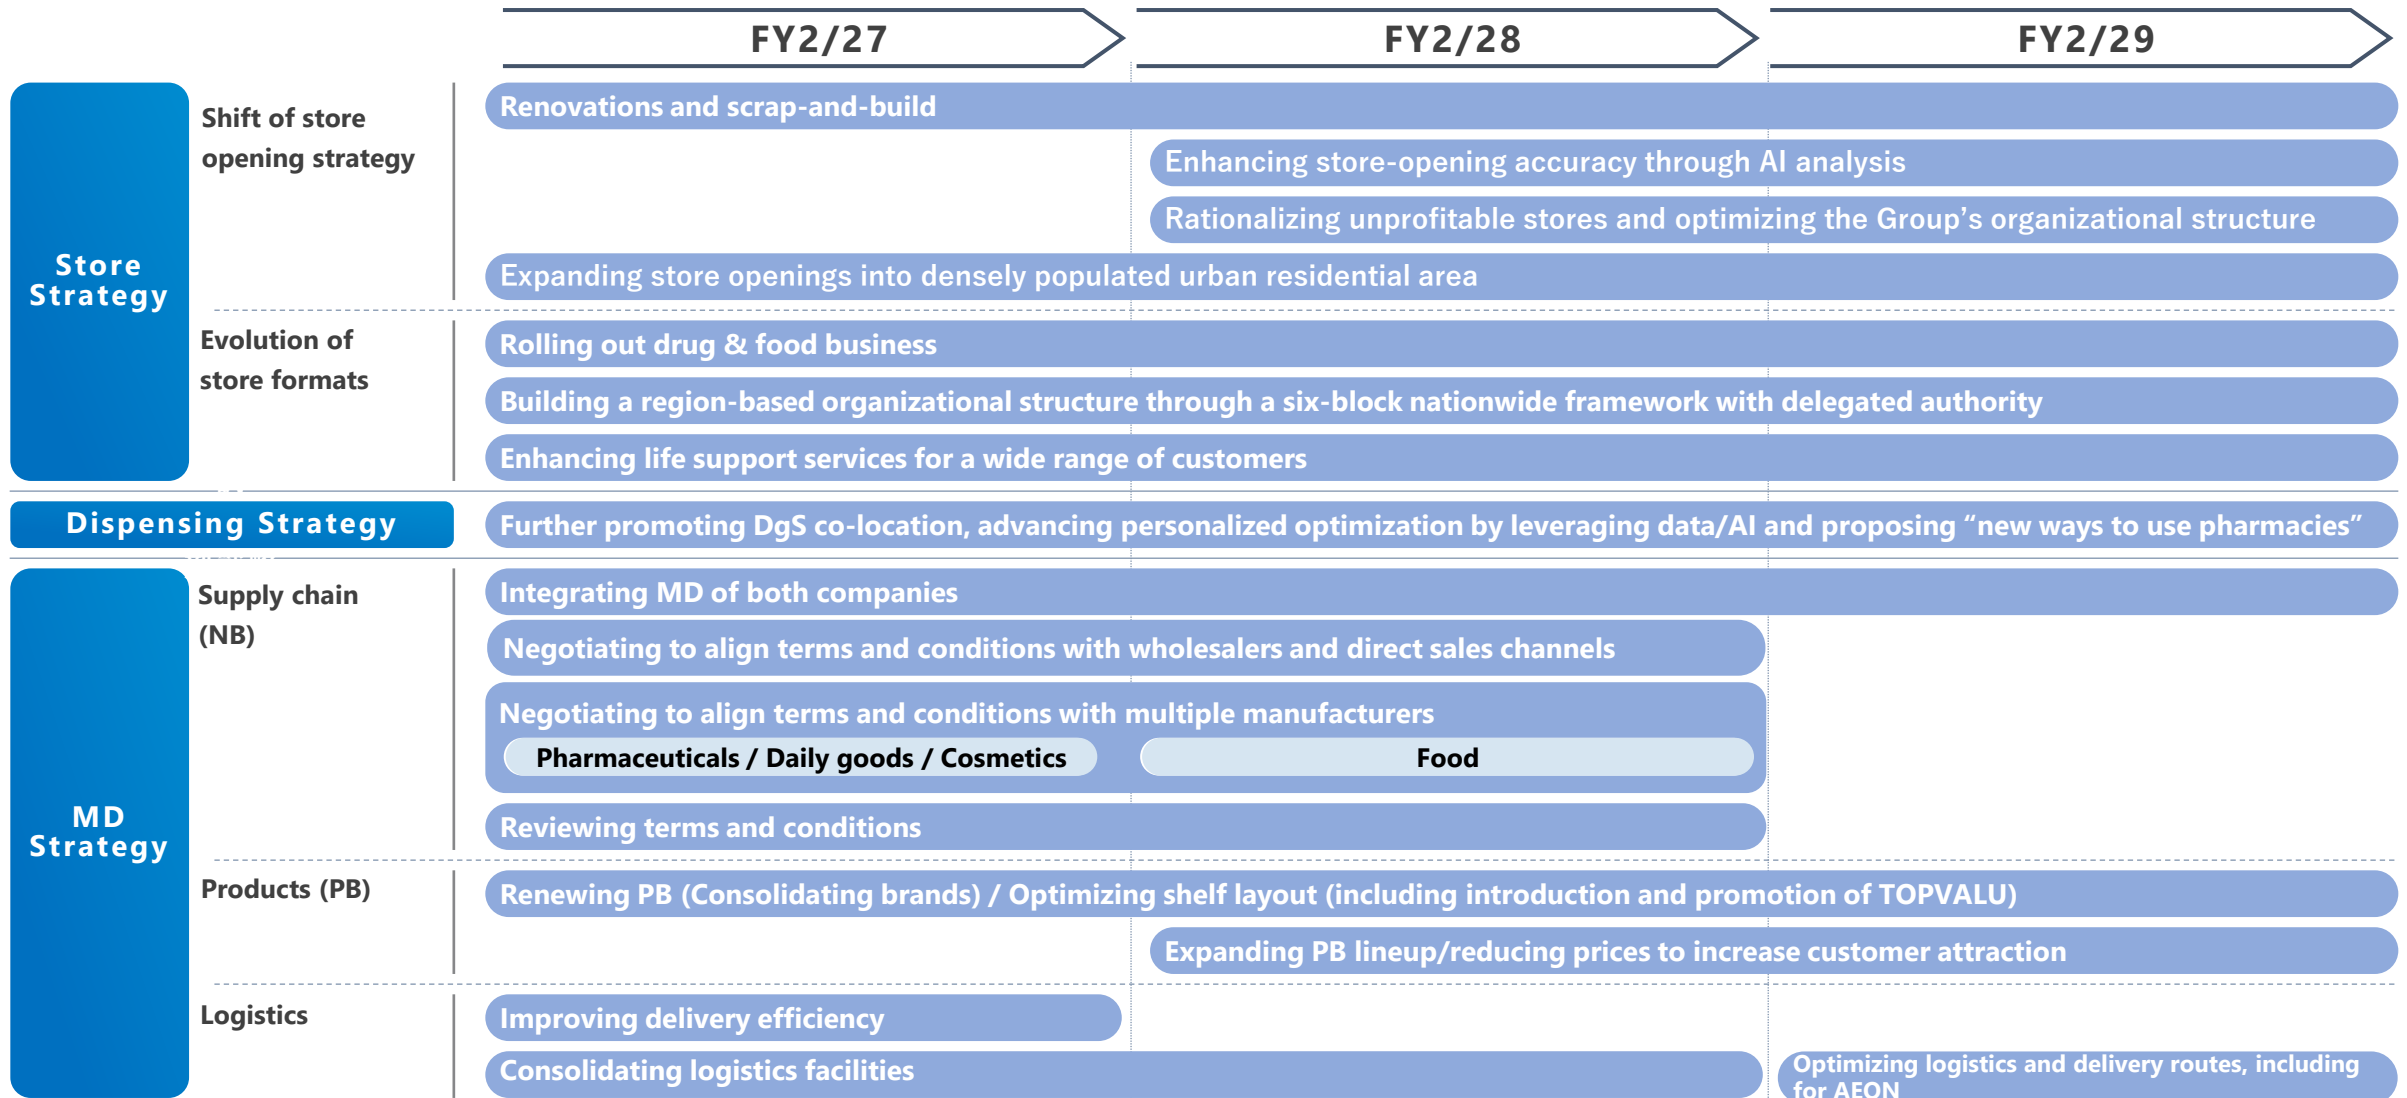 FY2/27
FY2/28
FY2/29
Store
Strategy
Shift of store
opening strategy
Renovations and scrap-and-build
Enhancing store-opening accuracy through AI analysis
Rationalizing unprofitable stores and optimizing the Group’s organizational structure
Expanding store openings into densely populated urban residential area
Evolution of
store formats
Rolling out drug & food business
Building a region-based organizational structure through a six-block nationwide framework with delegated authority
Enhancing life support services for a wide range of customers
Dispensing Strategy
Further promoting DgS co-location, advancing personalized optimization by leveraging data/AI and proposing “new ways to use pharmacies”
MD
Strategy
Supply chain
(NB)
Integrating MD of both companies
Negotiating to align terms and conditions with wholesalers and direct sales channels
Negotiating to align terms and conditions with multiple manufacturers
Pharmaceuticals / Daily goods / Cosmetics
Food
Reviewing terms and conditions
Products (PB)
Renewing PB (Consolidating brands) / Optimizing shelf layout (including introduction and promotion of TOPVALU)
Expanding PB lineup/reducing prices to increase customer attraction
Logistics
Improving delivery efficiency
Consolidating logistics facilities
Optimizing logistics and delivery routes, including
for AEON